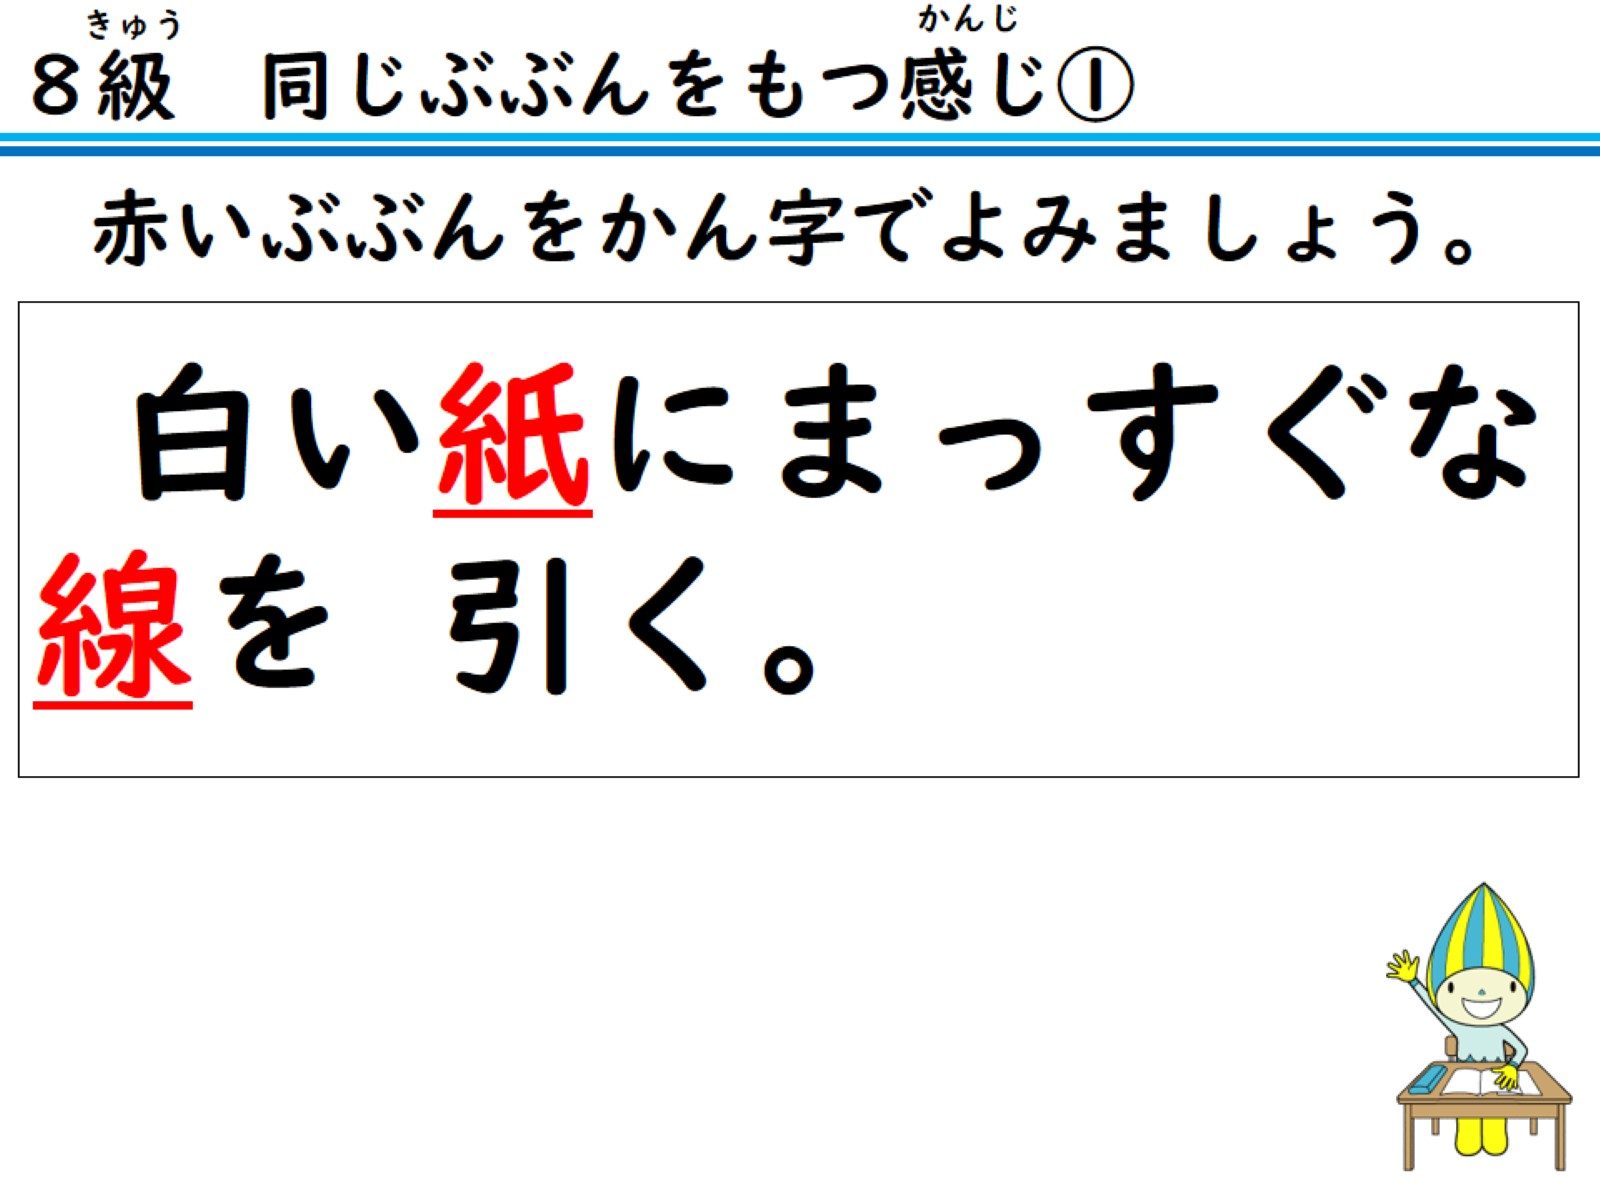 きゅう かんじ
８級　同じぶぶんをもつ感じ①
赤いぶぶんをかん字でよみましょう。
白い紙にまっすぐな
線を 引く。